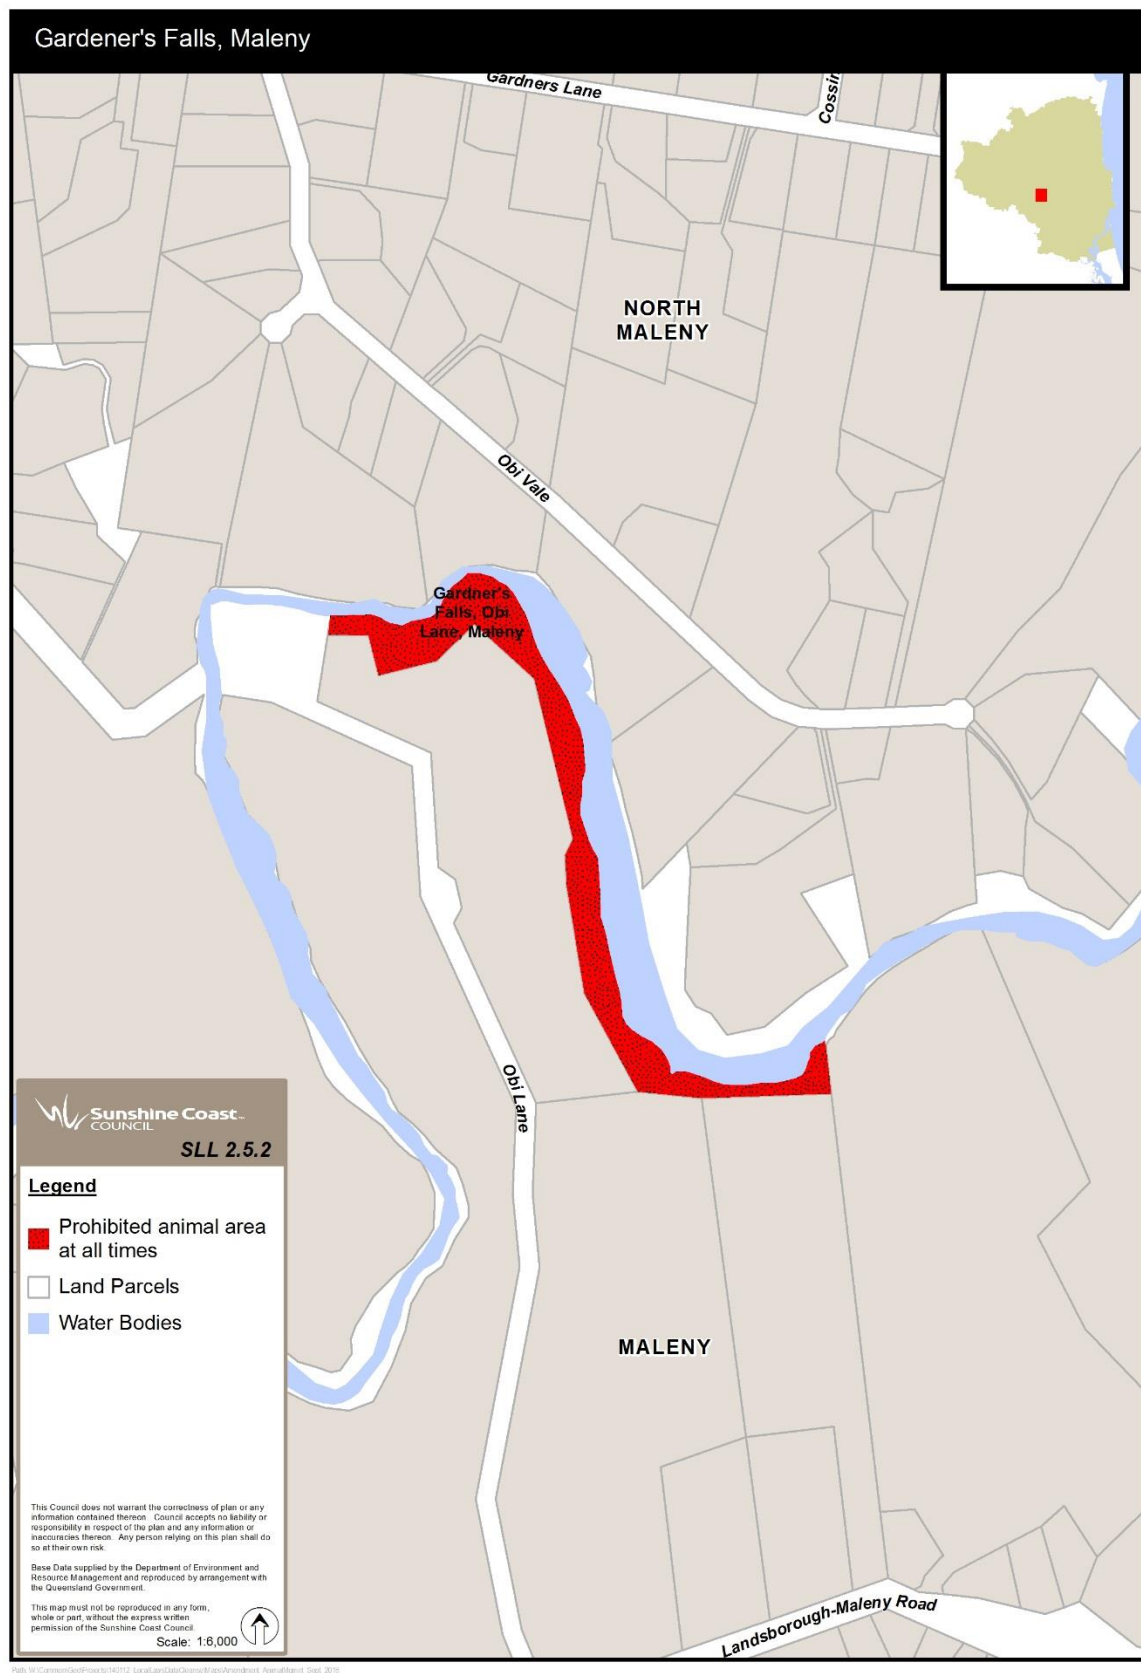 Gardener's Falls, Maleny
Gardners Lane
Cossin
NORTH
MALENY
Obi Vale
Gardner's
Falls, Obi
Lane, Maleny
Obi Lane
Sunshine Coast
COUNCIL
SLL 2.5.2
Legend
Prohibited animal area
at all times
Land Parcels
Water Bodies
MALENY
This Council does not warrant the correctness of plan or any
information contained thereon. Council accepts no liability or
responsibility in respect of the plan and any information or
inaccuracies thereon. Any person relying on this plan shall do
so at their own risk.
Base Data supplied by the Department of Environment and
Resource Management and reproduced by arrangement with
the Queensland Government.
This map must not be reproduced in any form,
whole or part, without the express written
permission of the Sunshine Coast Council.
Scale: 1:6,000
Landsborough-Maleny Road